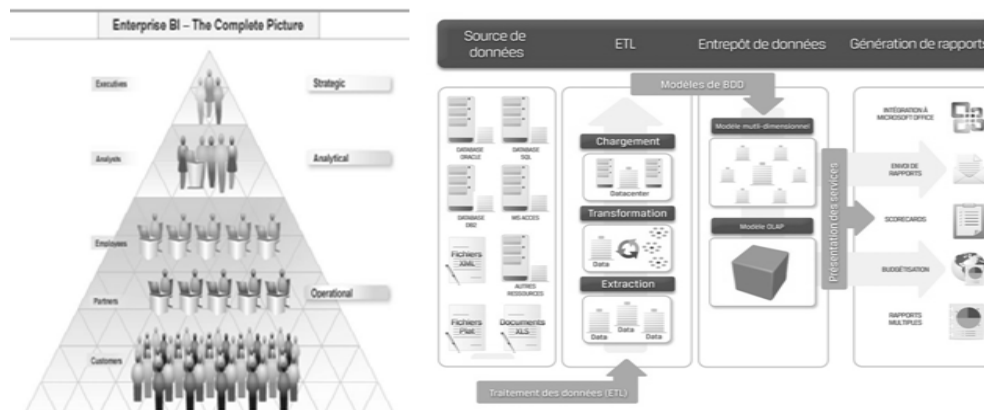 Enterprise BI – The Complete Picture
Executives
Strategic
Analysts
Analytical
Employees
Partners
Operational
Customers
Source de
données
ETL
Entrepôt de données
Génération de rapports
Modèles de BDD
DATABASE
ORACLE
DATABASE
SQL
DATABASE
DB2
MS-ACCES
Fichiers
XML
AUTRES
RESSOURCES
Fichiers
Plat
Documents
XLS
Chargement
Datacenter
Transformation
Data
Extraction
Data
Data
Data
Traitement des données (ETL)
Modèle mutli-dimensionnel
Modèle OLAP
Présentation des services
INTÉGRATION À
MICROSOFT OFFICE
ENVOI DE
RAPPORTS
SCORECARDS
BUDGÉTISATION
RAPPORTS
MULTIPLES